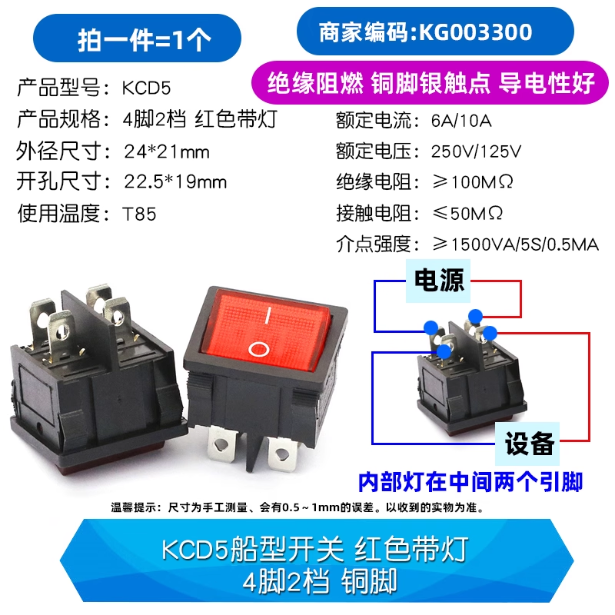 拍一件=1个
商家编码:KG003300
绝缘阻燃 铜脚银触点 导电性好
产品型号: KCD5
产品规格: 4脚2档 红色带灯
外径尺寸: 24*21mm
开孔尺寸: 22.5*19mm
使用温度: T85
额定电流: 6A/10A
额定电压: 250V/125V
绝缘电阻: ≥100MΩ
接触电阻: ≤50MΩ
介点强度: ≥1500VA/5S/0.5MA
电源
设备
内部灯在中间两个引脚
温馨提示: 尺寸为手工测量、会有0.5~1mm的误差。以收到的实物为准。
KCD5船型开关 红色带灯
4脚2档 铜脚